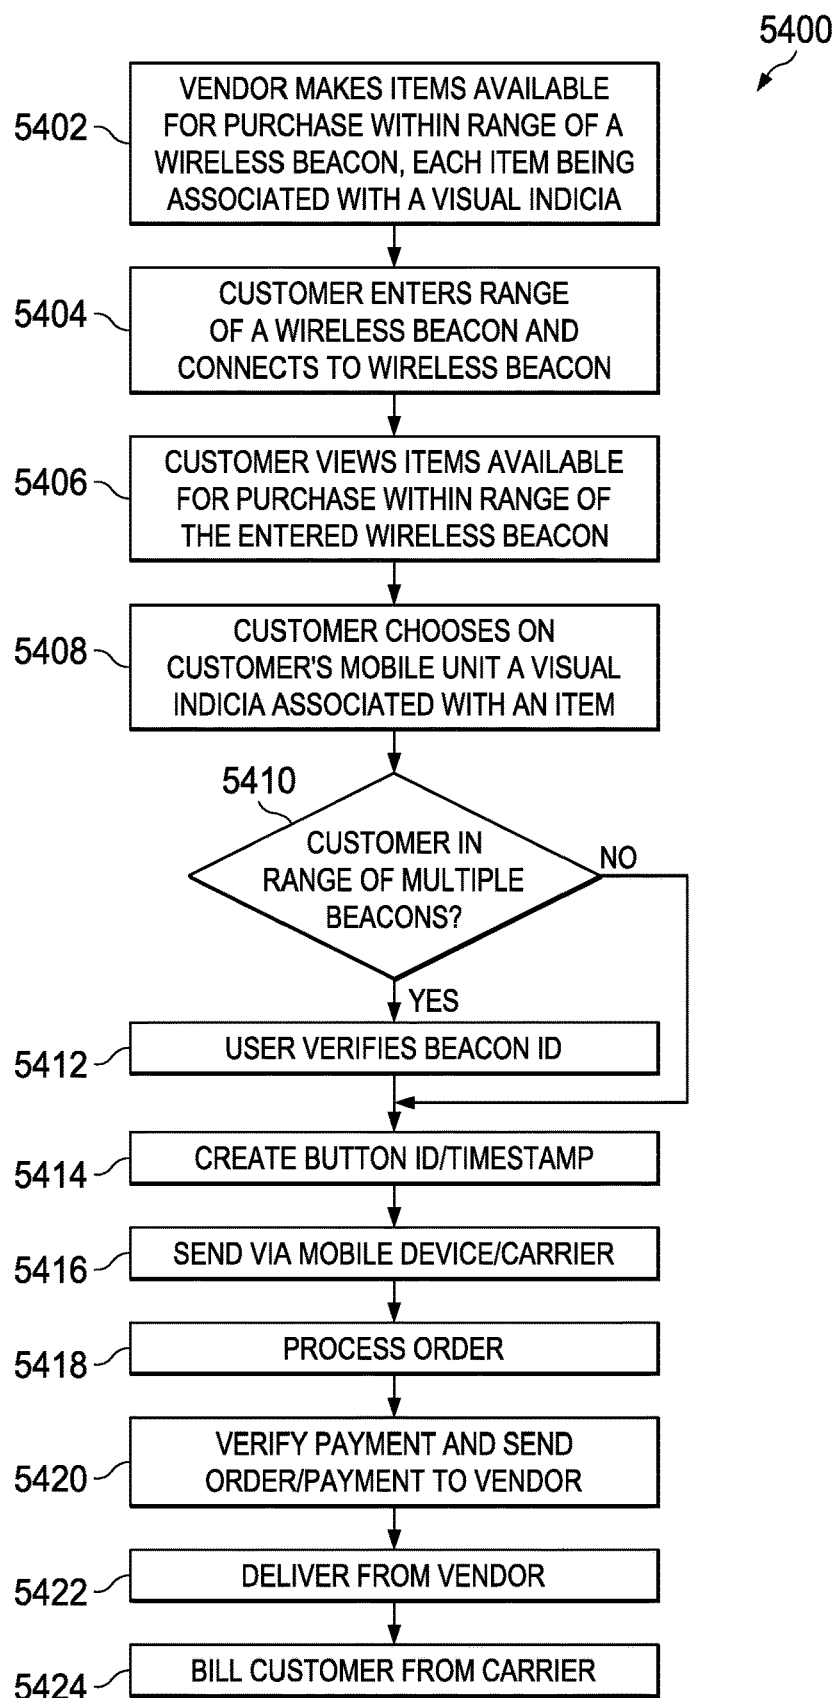 5400
5402
VENDOR MAKES ITEMS AVAILABLE
FOR PURCHASE WITHIN RANGE OF A
WIRELESS BEACON, EACH ITEM BEING
ASSOCIATED WITH A VISUAL INDICIA
5404
CUSTOMER ENTERS RANGE
OF A WIRELESS BEACON AND
CONNECTS TO WIRELESS BEACON
5406
CUSTOMER VIEWS ITEMS AVAILABLE
FOR PURCHASE WITHIN RANGE OF
THE ENTERED WIRELESS BEACON
5408
CUSTOMER CHOOSES ON
CUSTOMER'S MOBILE UNIT A VISUAL
INDICIA ASSOCIATED WITH AN ITEM
5410
CUSTOMER IN
RANGE OF MULTIPLE
BEACONS?
NO
YES
5412
USER VERIFIES BEACON ID
5414
CREATE BUTTON ID/TIMESTAMP
5416
SEND VIA MOBILE DEVICE/CARRIER
5418
PROCESS ORDER
5420
VERIFY PAYMENT AND SEND
ORDER/PAYMENT TO VENDOR
5422
DELIVER FROM VENDOR
5424
BILL CUSTOMER FROM CARRIER